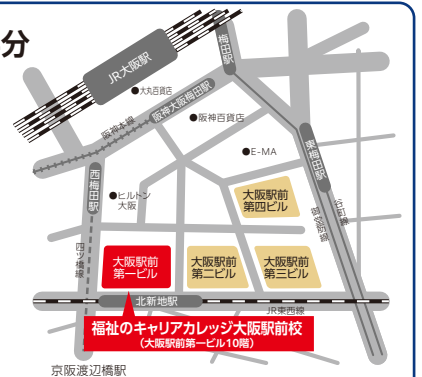 分
JR大阪駅
梅田駅
●大丸百貨店
阪神大阪梅田駅
●阪神百貨店
阪神本線
●E-MA
東梅田駅
西梅田駅
●ヒルトン
大阪
大阪駅前
第四ビル
御堂筋線
谷町線
四ツ橋線
大阪駅前
第一ビル
大阪駅前
第二ビル
大阪駅前
第三ビル
北新地駅
JR東西線
福祉のキャリアカレッジ大阪駅前校
（大阪駅前第一ビル10階）
京阪渡辺橋駅